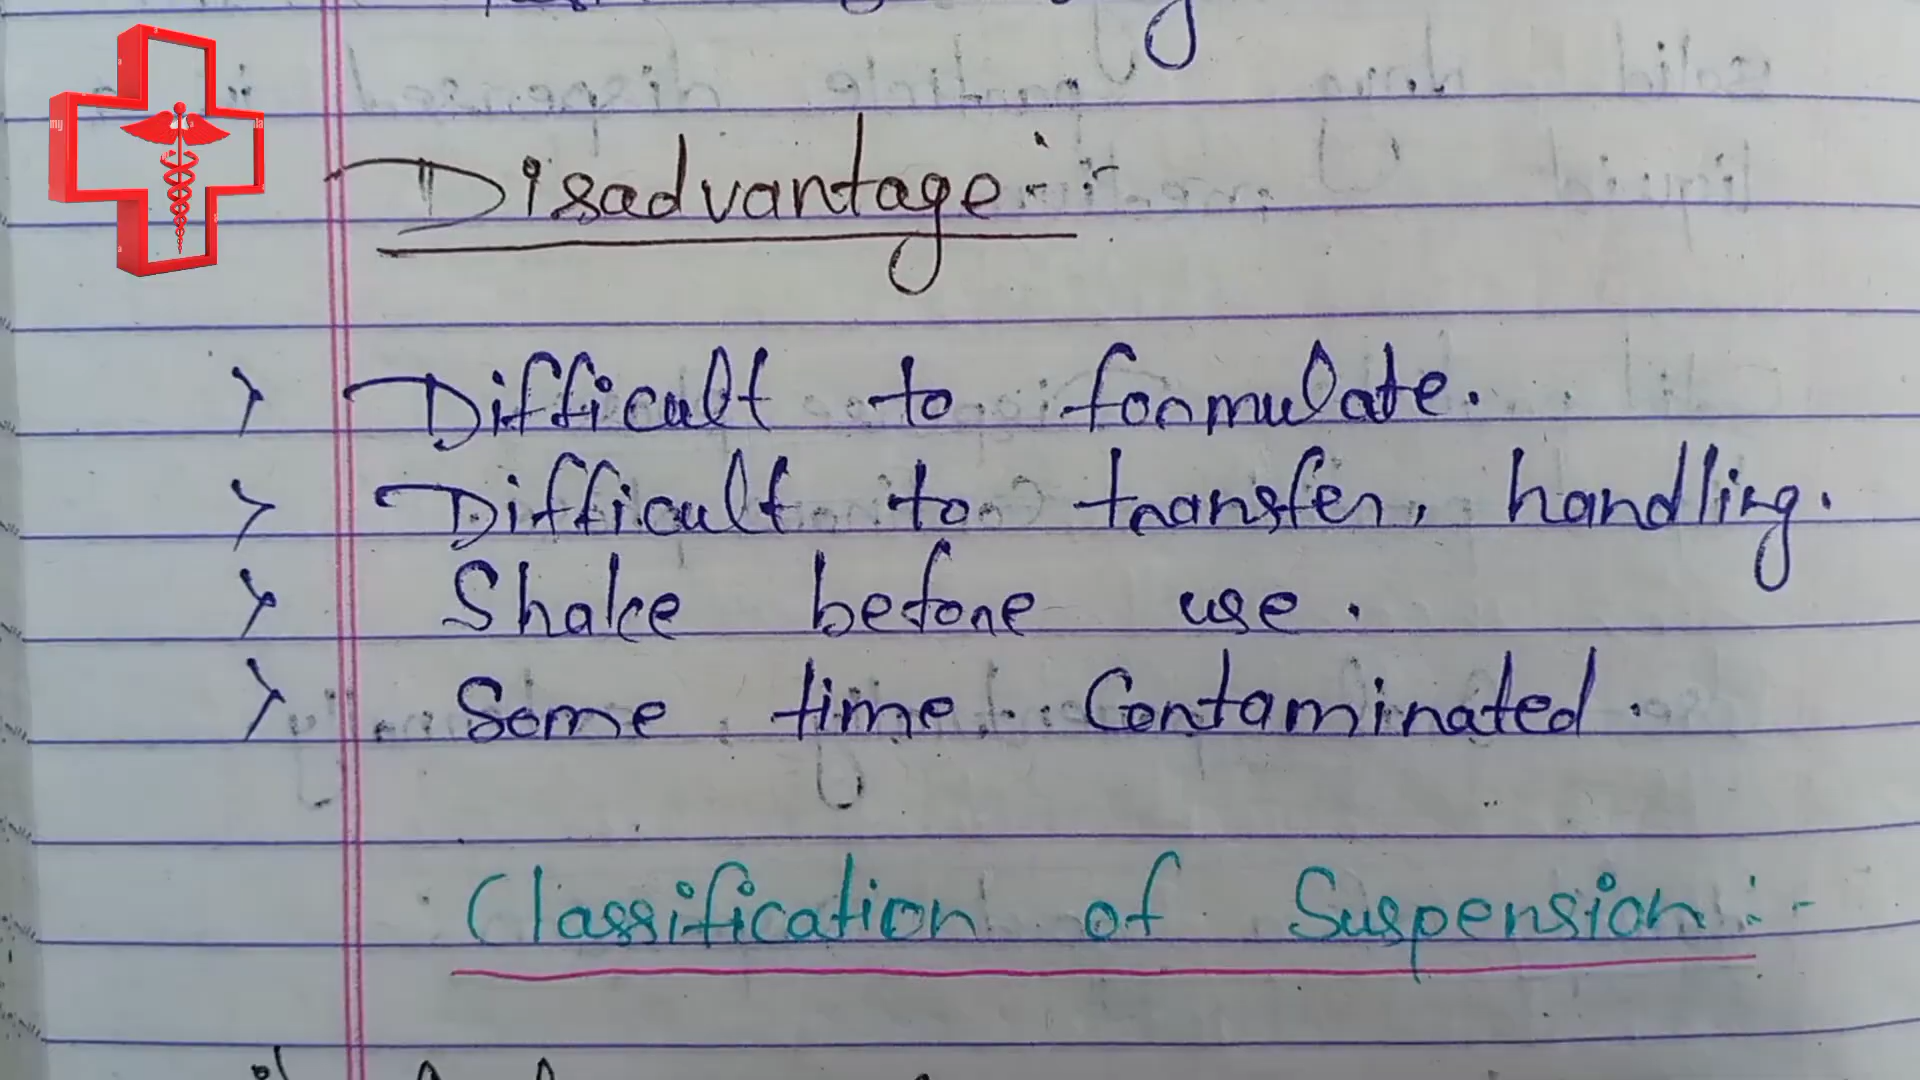 Disadvantage :-
> Difficult to formulate.
> Difficult to transfer, handling.
> Shake before use.
> Some time Contaminated.
Classification of Suspension :-